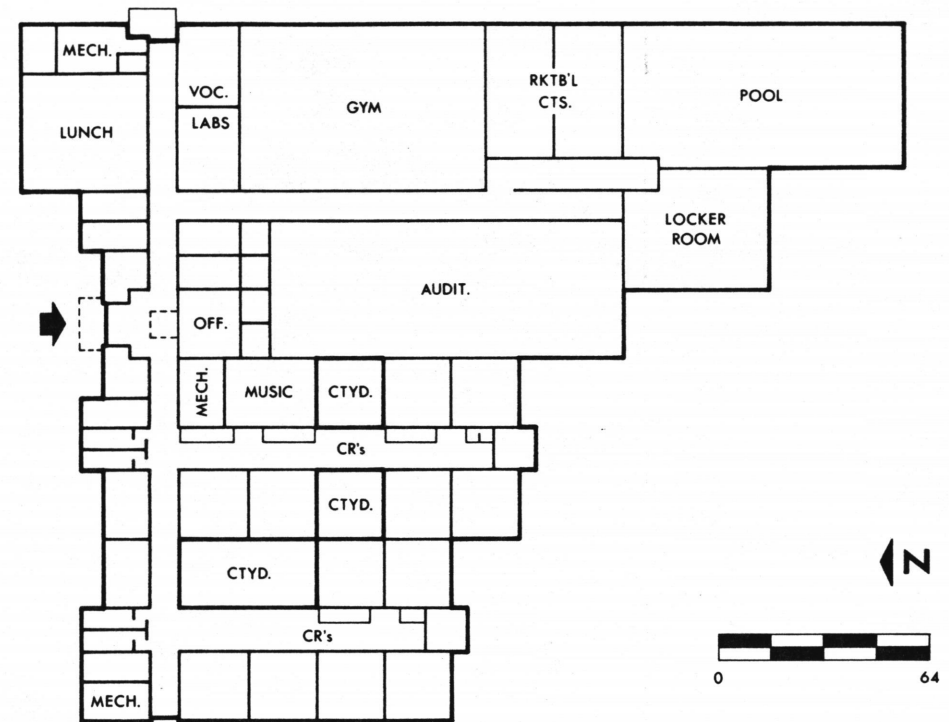 MECH.
VOC.
LABS
LUNCH
GYM
RKTB'L
CTS.
POOL
LOCKER
ROOM
AUDIT.
OFF.
MECH.
MUSIC
CTYD.
CR's
CTYD.
CTYD.
CR's
MECH.
N
0 64